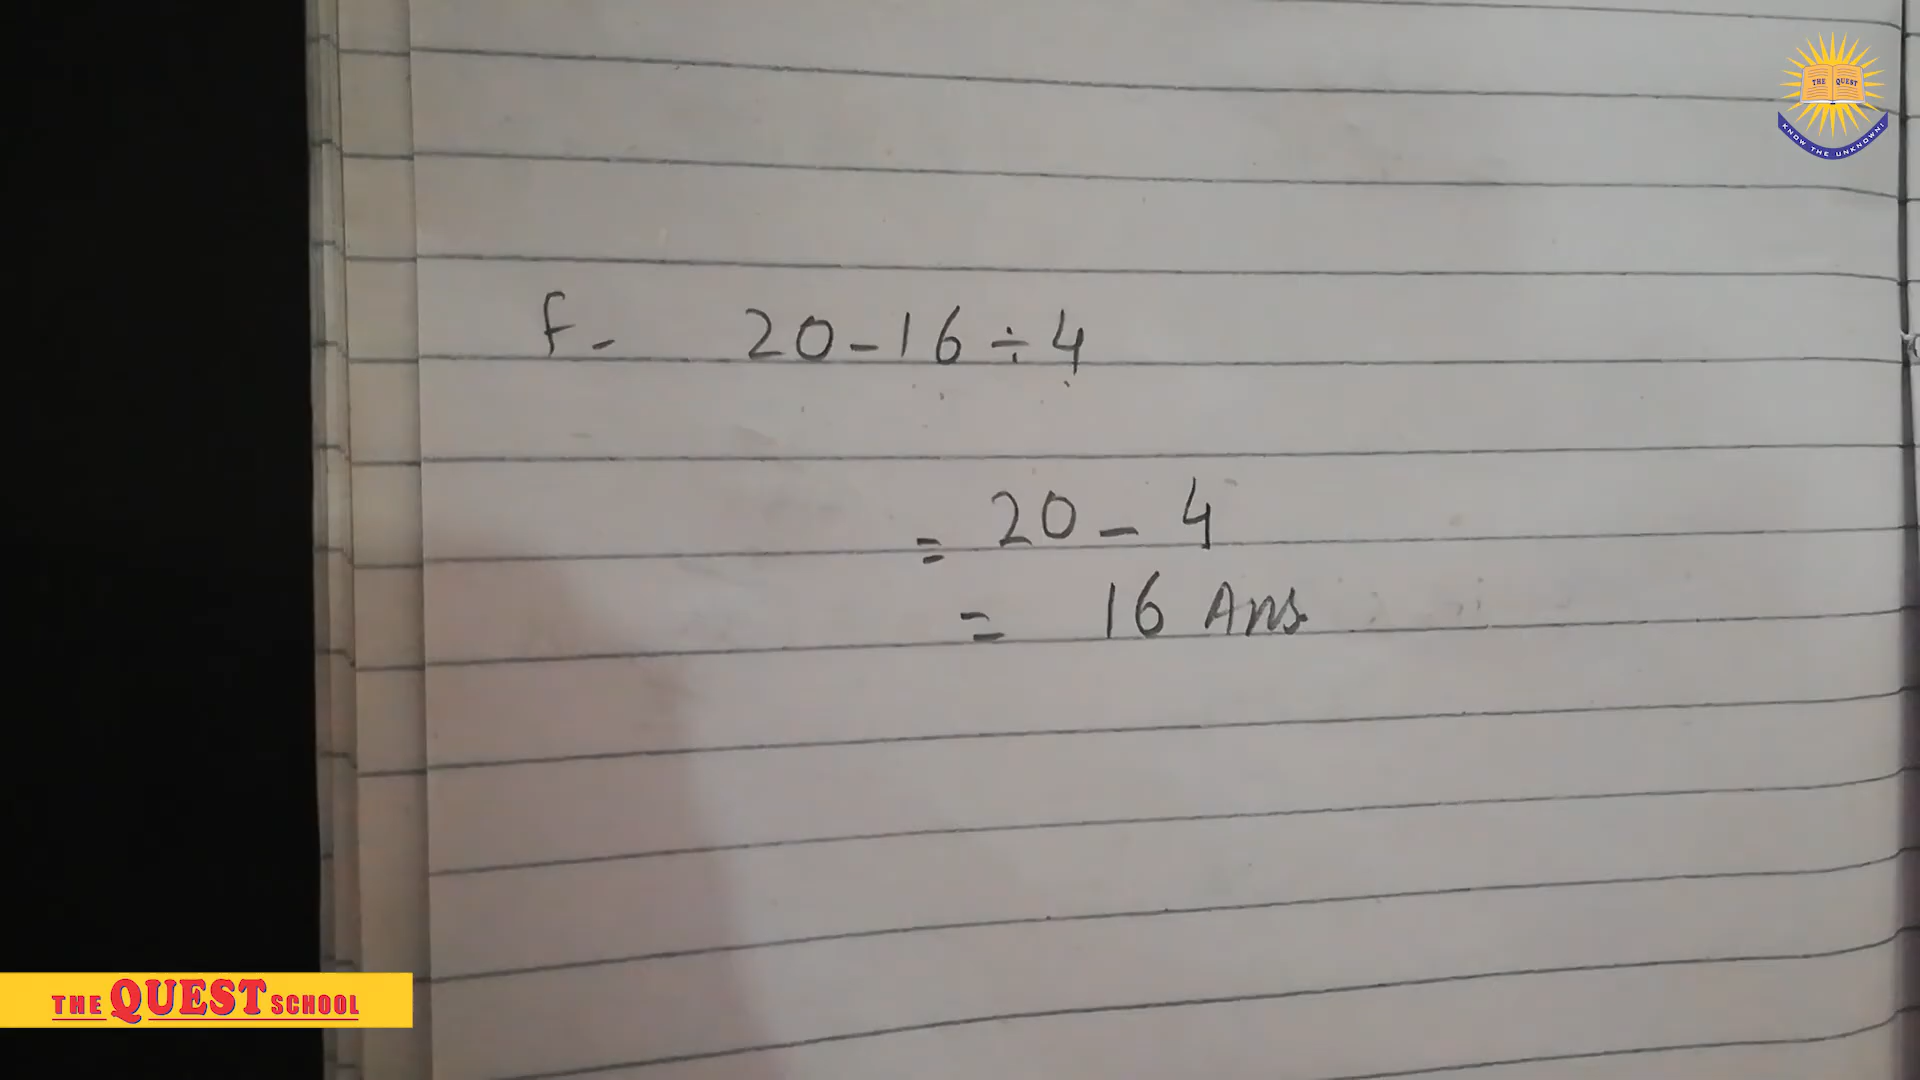 THE QUEST
KNOW THE UNKNOWN!
f- 20-16÷4
= 20 - 4
= 16 Ans.
THE QUEST SCHOOL